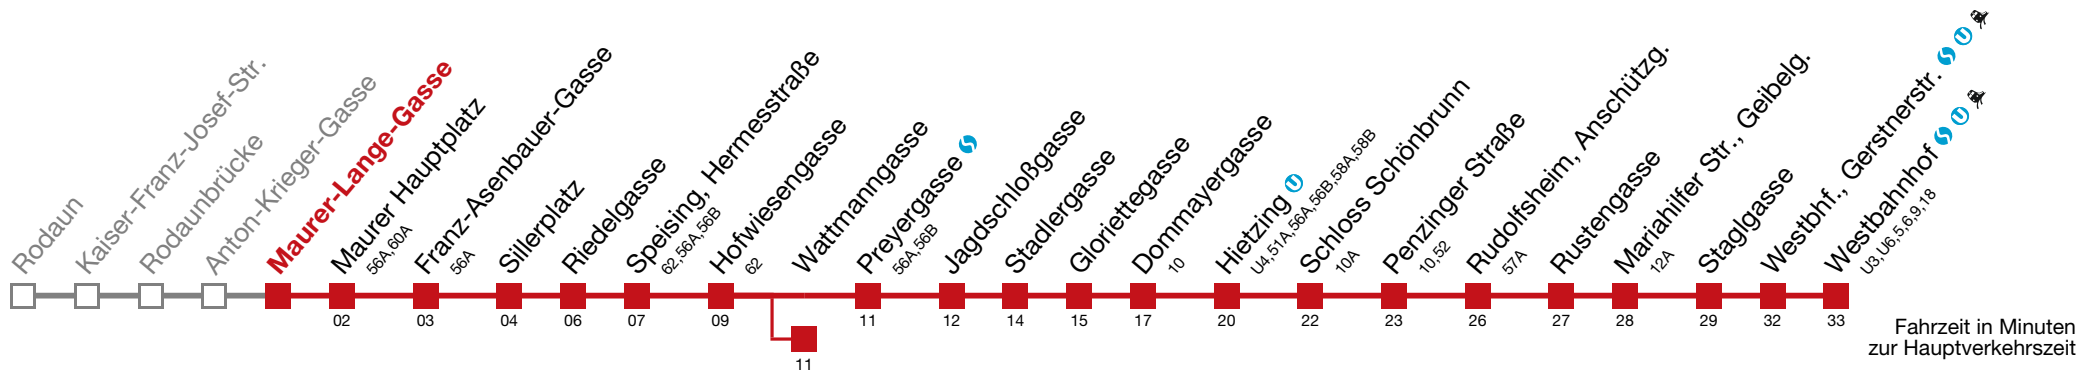 Rodaun
Kaiser-Franz-Josef-Str.
Rodaunbrücke
Anton-Krieger-Gasse
Maurer-Lange-Gasse
Maurer Hauptplatz
56A,60A
Franz-Asenbauer-Gasse
56A
Sillerplatz
Riedelgasse
Speising, Hermesstraße
62,56A,56B
Hofwiesengasse
62
Wattmanngasse
Preyergasse
56A,56B
Jagdschloßgasse
Stadlergasse
Gloriettegasse
Dommayergasse
10
Hietzing U
U4,51A,56A,56B,58A,58B
Schloss Schönbrunn
10A
Penzinger Straße
10,52
Rudolfsheim, Anschützg.
57A
Rustengasse
Mariahilfer Str., Geibelg.
12A
Staglgasse
Westbhf., Gerstnerstr. S U
Westbahnhof S U
U3,U6,5,6,9,18
02 03 04 06 07 09 11 12 14 15 17 20 22 23 26 27 28 29 32 33
11
Fahrzeit in Minuten
zur Hauptverkehrszeit